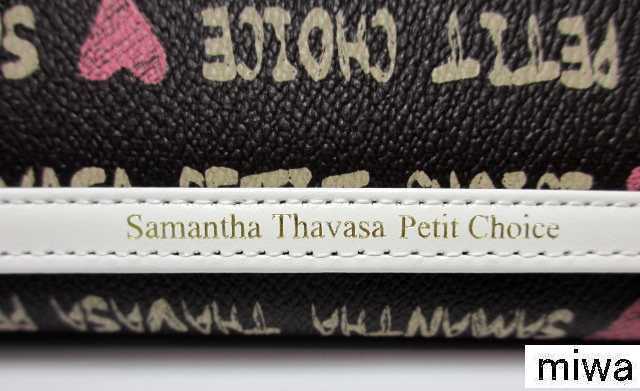 S PETIT CHOICE
Samantha Thavasa Petit Choice
SAMANTHA THAVASA P
miwa